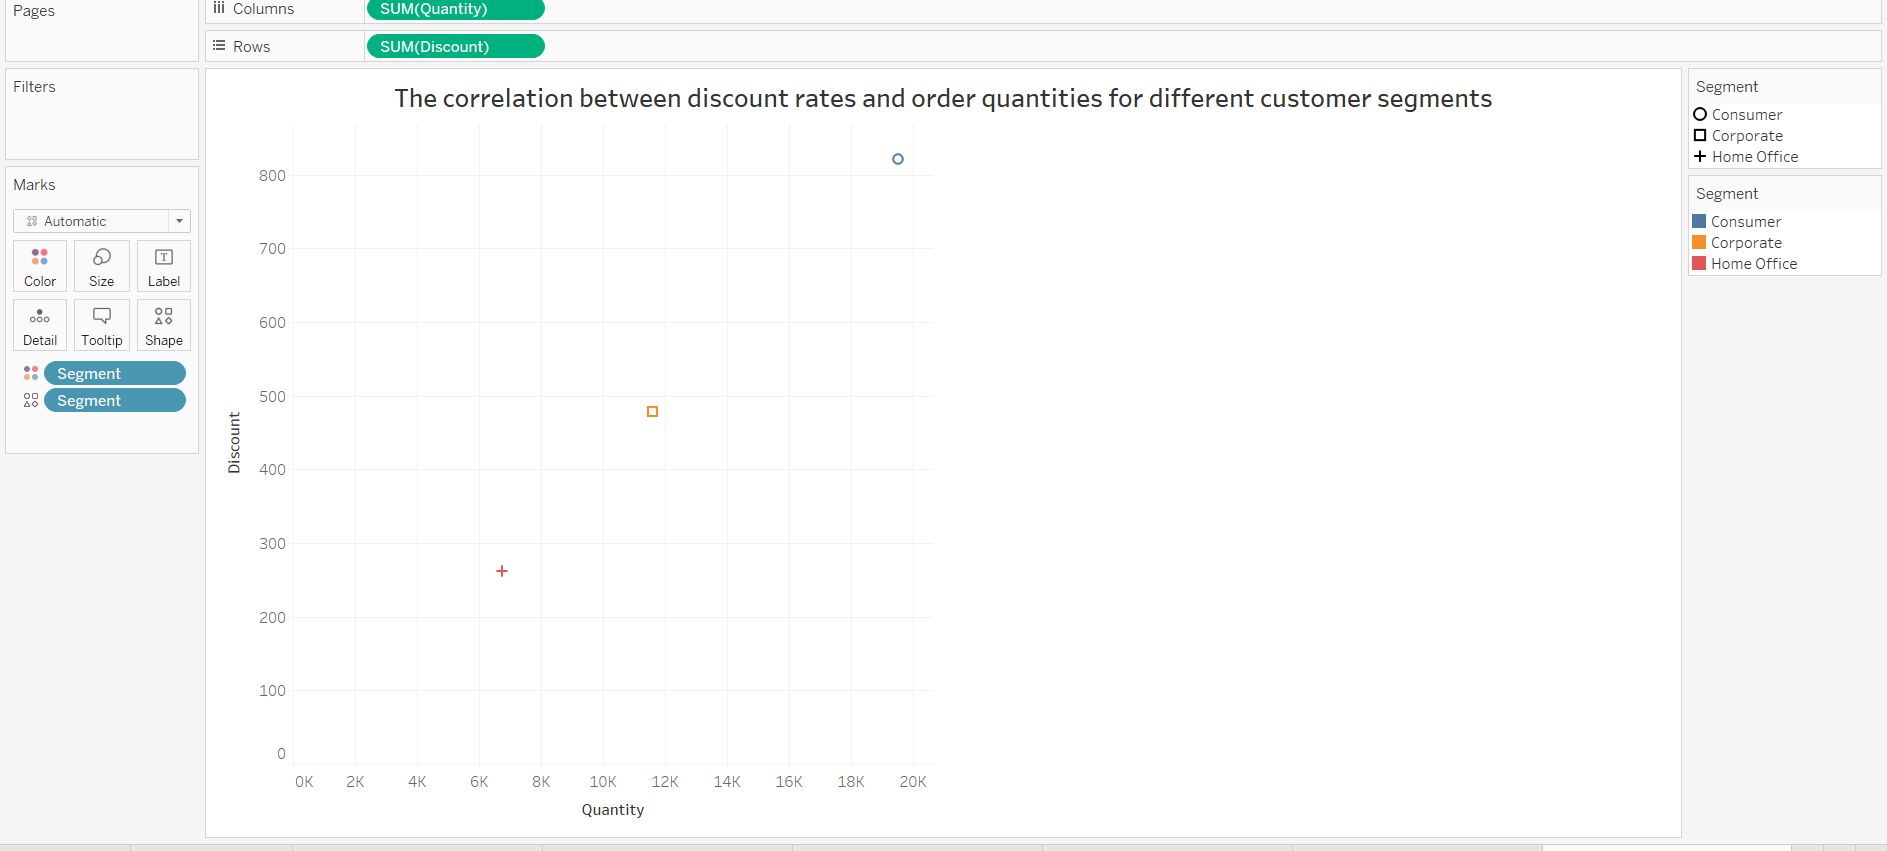 Pages
Columns
SUM(Quantity)
Rows
SUM(Discount)
Filters
Marks
Automatic
Color
Size
Label
Detail
Tooltip
Shape
Segment
Segment
The correlation between discount rates and order quantities for different customer segments
800
700
600
500
400
300
200
100
0
Discount
0K 2K 4K 6K 8K 10K 12K 14K 16K 18K 20K
Quantity
Segment
Consumer
Corporate
Home Office
Segment
Consumer
Corporate
Home Office